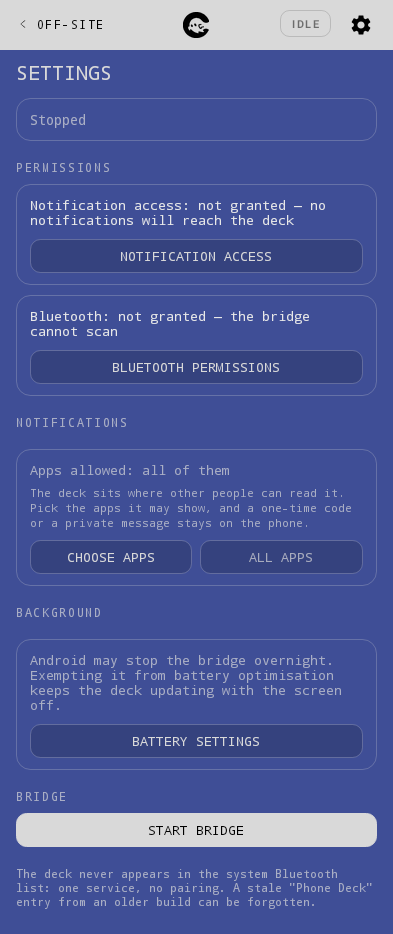 OFF-SITE
IDLE
SETTINGS
Stopped
PERMISSIONS
Notification access: not granted — no
notifications will reach the deck
NOTIFICATION ACCESS
Bluetooth: not granted — the bridge
cannot scan
BLUETOOTH PERMISSIONS
NOTIFICATIONS
Apps allowed: all of them
The deck sits where other people can read it.
Pick the apps it may show, and a one-time code
or a private message stays on the phone.
CHOOSE APPS
ALL APPS
BACKGROUND
Android may stop the bridge overnight.
Exempting it from battery optimisation
keeps the deck updating with the screen
off.
BATTERY SETTINGS
BRIDGE
START BRIDGE
The deck never appears in the system Bluetooth
list: one service, no pairing. A stale "Phone Deck"
entry from an older build can be forgotten.